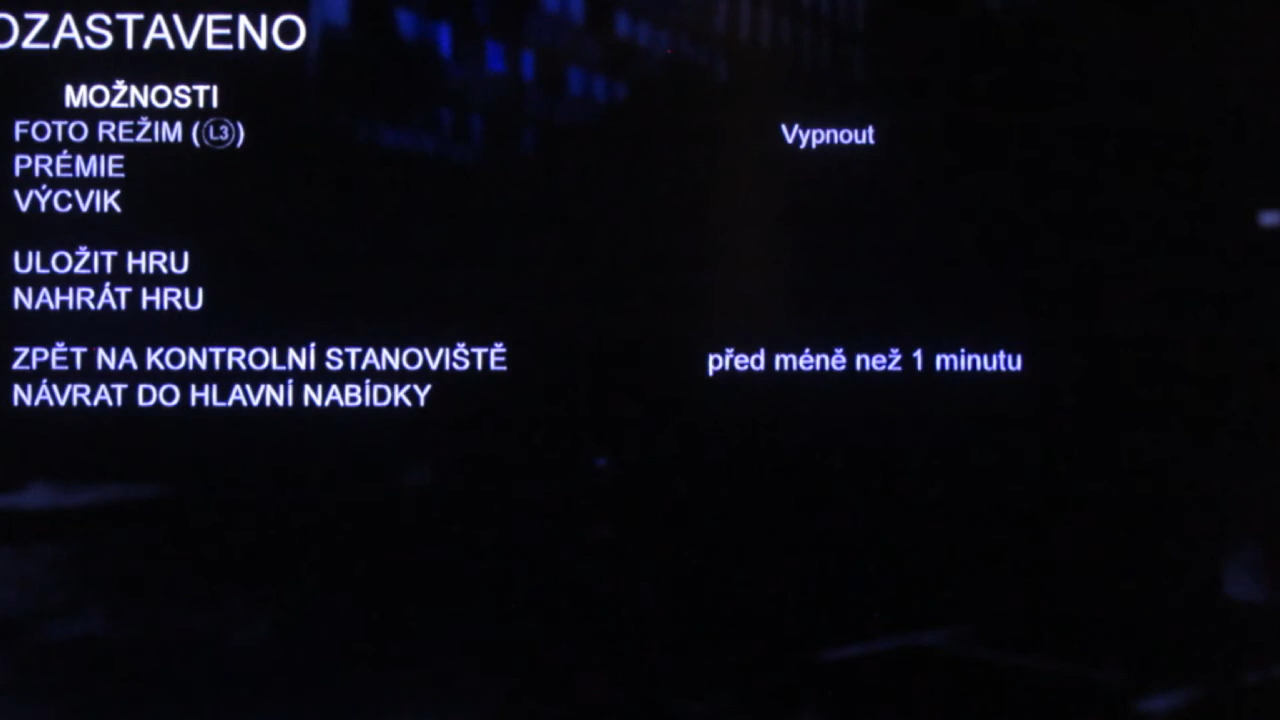 OZASTAVENO
MOŽNOSTI
FOTO REŽIM (L3) Vypnout
PRÉMIE
VÝCVIK
ULOŽIT HRU
NAHRÁT HRU
ZPĚT NA KONTROLNÍ STANOVIŠTĚ před méně než 1 minutu
NÁVRAT DO HLAVNÍ NABÍDKY